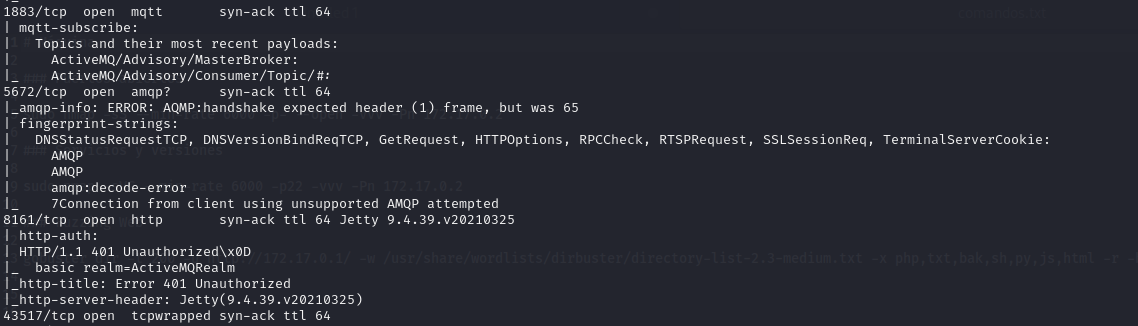 1883/tcp  open  mqtt       syn-ack ttl 64
| mqtt-subscribe:
|   Topics and their most recent payloads:
|     ActiveMQ/Advisory/MasterBroker:
|_    ActiveMQ/Advisory/Consumer/Topic/#:
5672/tcp  open  amqp?      syn-ack ttl 64
|_amqp-info: ERROR: AQMP:handshake expected header (1) frame, but was 65
| fingerprint-strings:
|   DNSStatusRequestTCP, DNSVersionBindReqTCP, GetRequest, HTTPOptions, RPCCheck, RTSPRequest, SSLSessionReq, TerminalServerCookie:
|     AMQP
|     AMQP
|     amqp:decode-error
|_    7Connection from client using unsupported AMQP attempted
8161/tcp  open  http       syn-ack ttl 64 Jetty 9.4.39.v20210325
| http-auth:
| HTTP/1.1 401 Unauthorized\x0D
|_  basic realm=ActiveMQRealm
|_http-title: Error 401 Unauthorized
|_http-server-header: Jetty(9.4.39.v20210325)
43517/tcp open  tcpwrapped syn-ack ttl 64